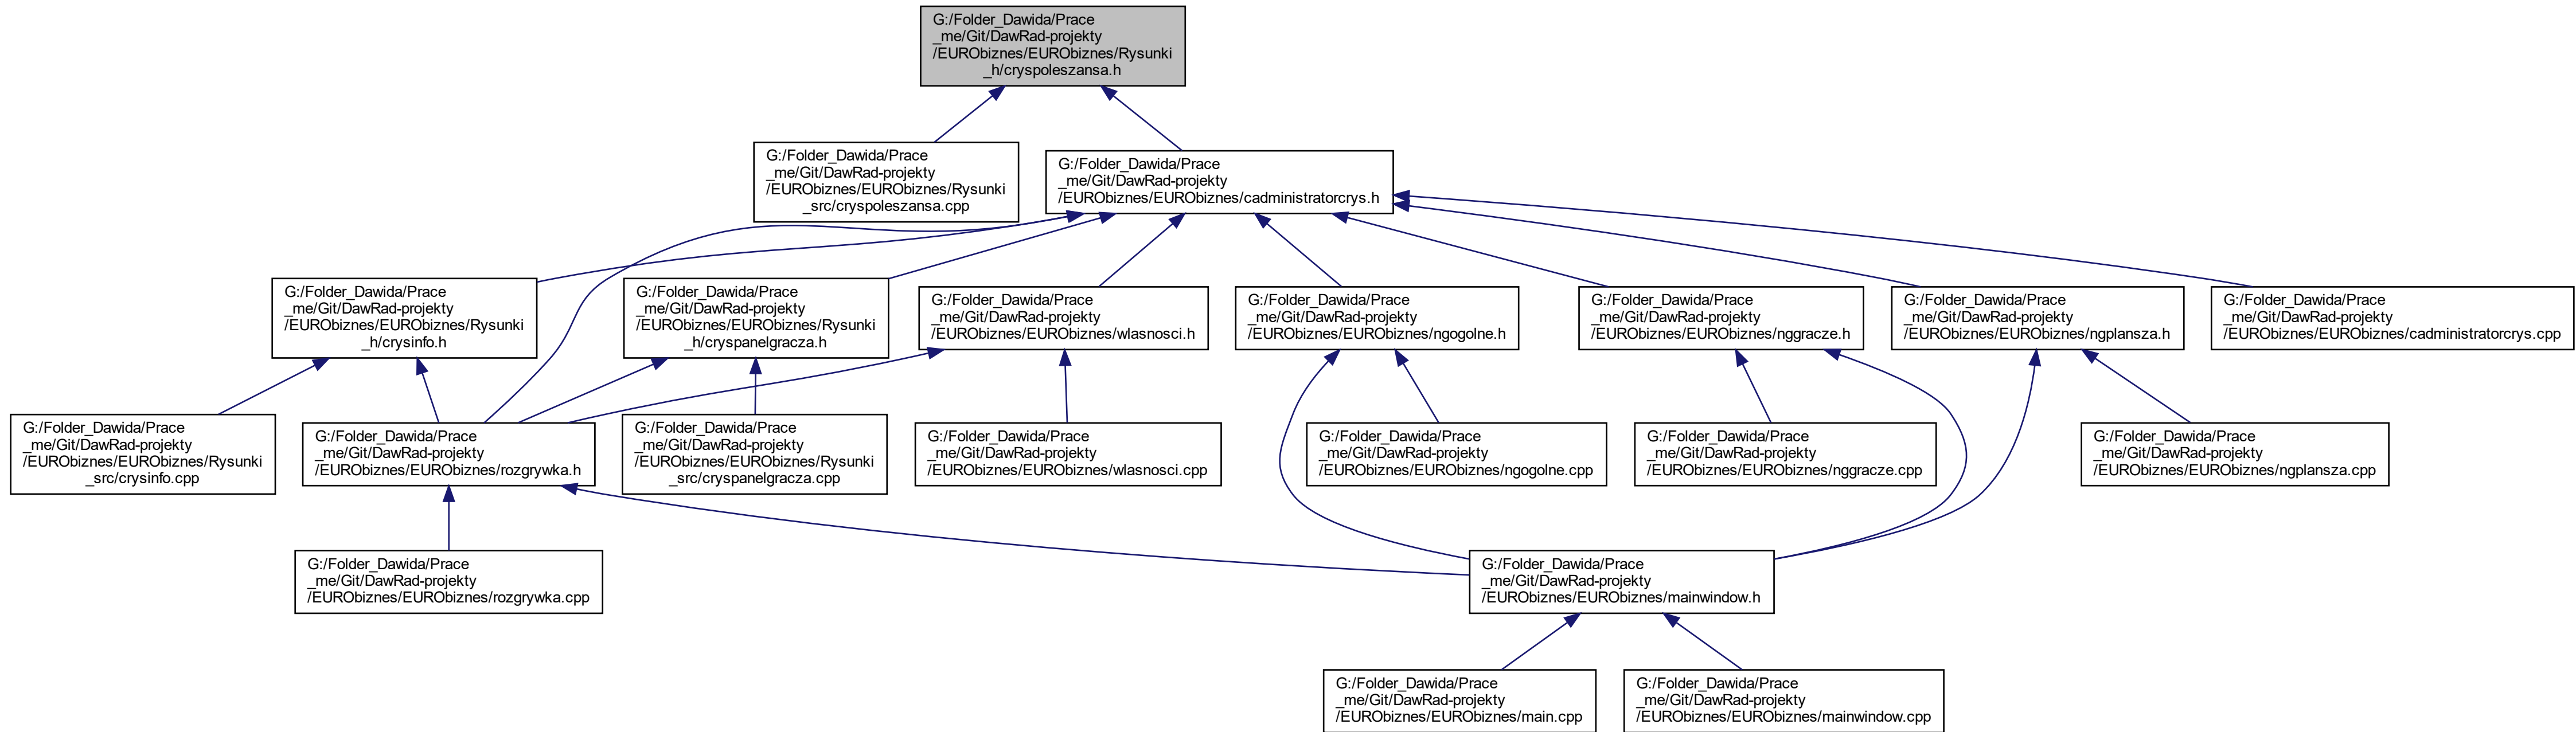 G:/Folder_Dawida/Prace
_me/Git/DawRad-projekty
/EURObiznes/EURObiznes/Rysunki
_h/cryspoleszansa.h
G:/Folder_Dawida/Prace
_me/Git/DawRad-projekty
/EURObiznes/EURObiznes/Rysunki
_src/cryspoleszansa.cpp
G:/Folder_Dawida/Prace
_me/Git/DawRad-projekty
/EURObiznes/EURObiznes/cadministratorcrys.h
G:/Folder_Dawida/Prace
_me/Git/DawRad-projekty
/EURObiznes/EURObiznes/Rysunki
_h/crysinfo.h
G:/Folder_Dawida/Prace
_me/Git/DawRad-projekty
/EURObiznes/EURObiznes/Rysunki
_h/cryspanelgracza.h
G:/Folder_Dawida/Prace
_me/Git/DawRad-projekty
/EURObiznes/EURObiznes/wlasnosci.h
G:/Folder_Dawida/Prace
_me/Git/DawRad-projekty
/EURObiznes/EURObiznes/ngogolne.h
G:/Folder_Dawida/Prace
_me/Git/DawRad-projekty
/EURObiznes/EURObiznes/nggracze.h
G:/Folder_Dawida/Prace
_me/Git/DawRad-projekty
/EURObiznes/EURObiznes/ngplansza.h
G:/Folder_Dawida/Prace
_me/Git/DawRad-projekty
/EURObiznes/EURObiznes/cadministratorcrys.cpp
G:/Folder_Dawida/Prace
_me/Git/DawRad-projekty
/EURObiznes/EURObiznes/Rysunki
_src/crysinfo.cpp
G:/Folder_Dawida/Prace
_me/Git/DawRad-projekty
/EURObiznes/EURObiznes/rozgrywka.h
G:/Folder_Dawida/Prace
_me/Git/DawRad-projekty
/EURObiznes/EURObiznes/Rysunki
_src/cryspanelgracza.cpp
G:/Folder_Dawida/Prace
_me/Git/DawRad-projekty
/EURObiznes/EURObiznes/wlasnosci.cpp
G:/Folder_Dawida/Prace
_me/Git/DawRad-projekty
/EURObiznes/EURObiznes/ngogolne.cpp
G:/Folder_Dawida/Prace
_me/Git/DawRad-projekty
/EURObiznes/EURObiznes/nggracze.cpp
G:/Folder_Dawida/Prace
_me/Git/DawRad-projekty
/EURObiznes/EURObiznes/ngplansza.cpp
G:/Folder_Dawida/Prace
_me/Git/DawRad-projekty
/EURObiznes/EURObiznes/rozgrywka.cpp
G:/Folder_Dawida/Prace
_me/Git/DawRad-projekty
/EURObiznes/EURObiznes/mainwindow.h
G:/Folder_Dawida/Prace
_me/Git/DawRad-projekty
/EURObiznes/EURObiznes/main.cpp
G:/Folder_Dawida/Prace
_me/Git/DawRad-projekty
/EURObiznes/EURObiznes/mainwindow.cpp